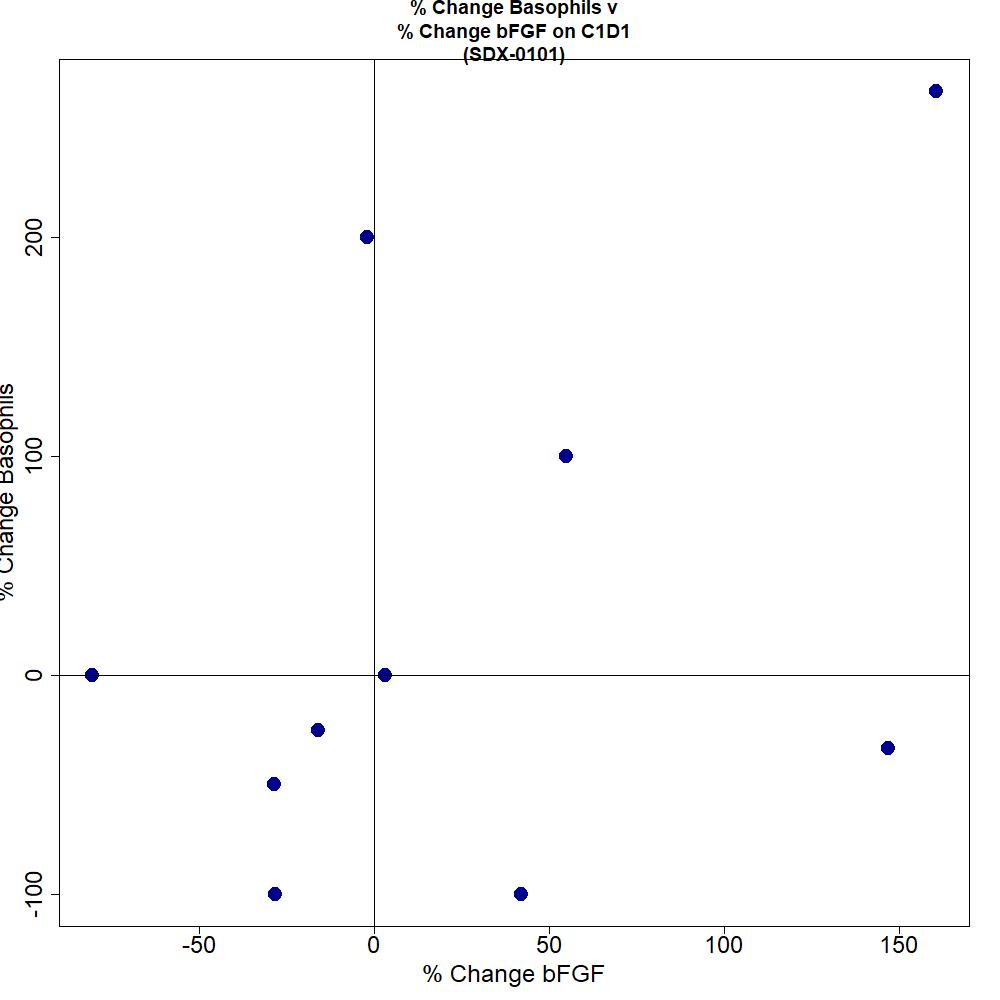 % Change Basophils v
% Change bFGF on C1D1
(SDX-0101)
% Change Basophils
200
100
0
-100
-50
0
50
100
150
% Change bFGF